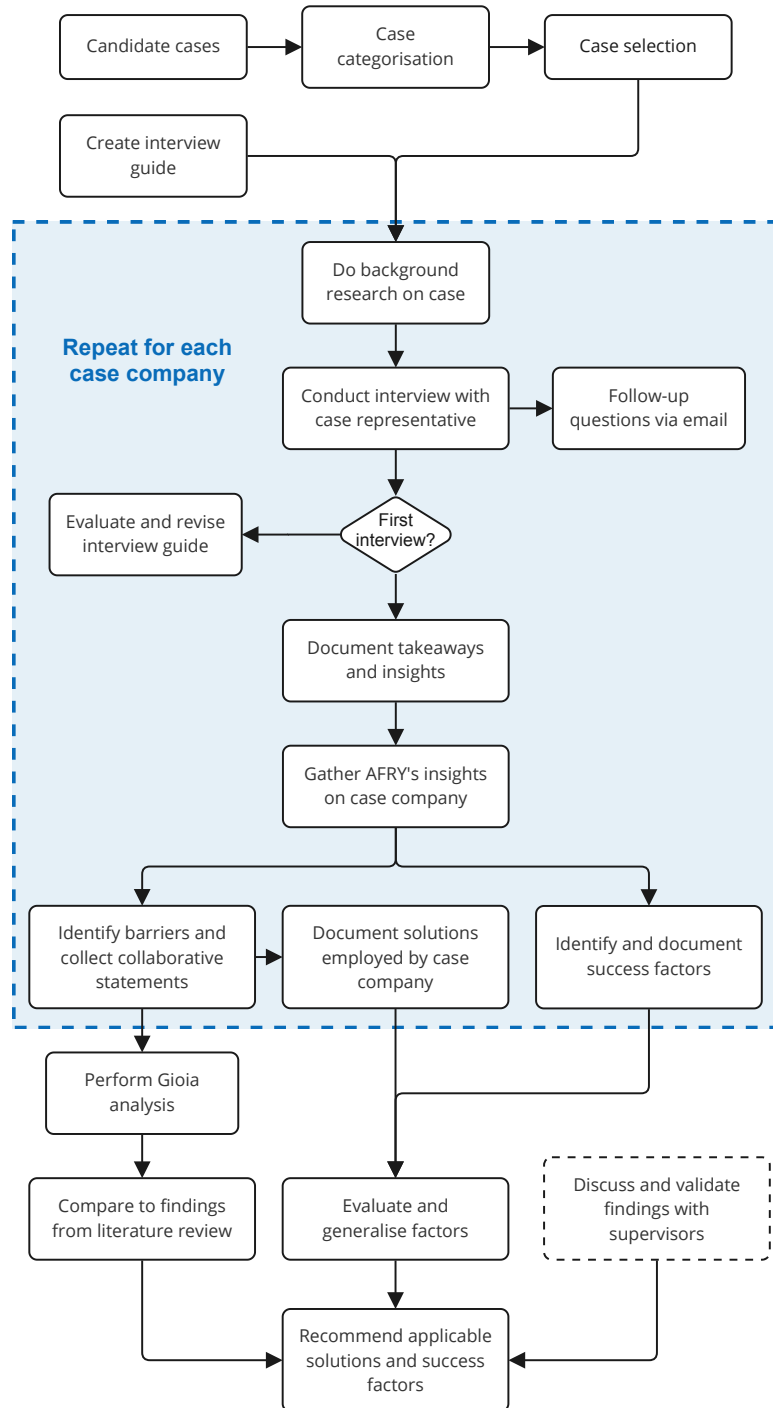 Candidate cases
Case
categorisation
Case selection
Create interview
guide
Do background
research on case
Repeat for each
case company
Conduct interview with
case representative
Follow-up
questions via email
First
interview?
Evaluate and revise
interview guide
Document takeaways
and insights
Gather AFRY's insights
on case company
Identify barriers and
collect collaborative
statements
Document solutions
employed by case
company
Identify and document
success factors
Perform Gioia
analysis
Compare to findings
from literature review
Evaluate and
generalise factors
Discuss and validate
findings with
supervisors
Recommend applicable
solutions and success
factors